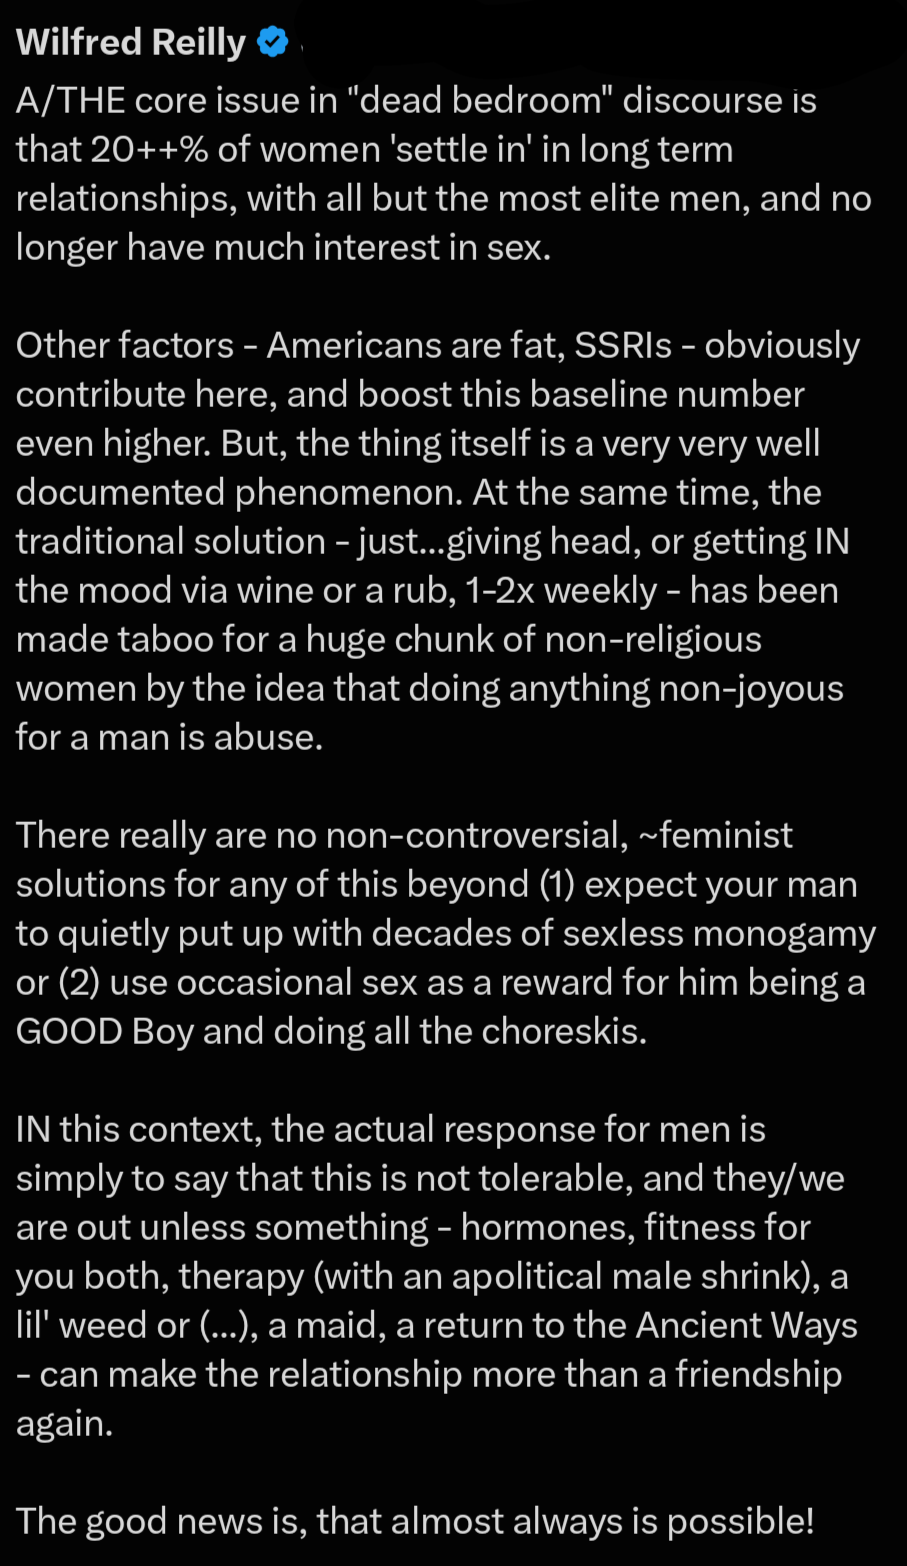 Wilfred Reilly
A/THE core issue in "dead bedroom" discourse is
that 20++% of women 'settle in' in long term
relationships, with all but the most elite men, and no
longer have much interest in sex.
Other factors - Americans are fat, SSRIs - obviously
contribute here, and boost this baseline number
even higher. But, the thing itself is a very very well
documented phenomenon. At the same time, the
traditional solution - just...giving head, or getting IN
the mood via wine or a rub, 1-2x weekly - has been
made taboo for a huge chunk of non-religious
women by the idea that doing anything non-joyous
for a man is abuse.
There really are no non-controversial, ~feminist
solutions for any of this beyond (1) expect your man
to quietly put up with decades of sexless monogamy
or (2) use occasional sex as a reward for him being a
GOOD Boy and doing all the choreskis.
IN this context, the actual response for men is
simply to say that this is not tolerable, and they/we
are out unless something - hormones, fitness for
you both, therapy (with an apolitical male shrink), a
lil' weed or (...), a maid, a return to the Ancient Ways
- can make the relationship more than a friendship
again.
The good news is, that almost always is possible!